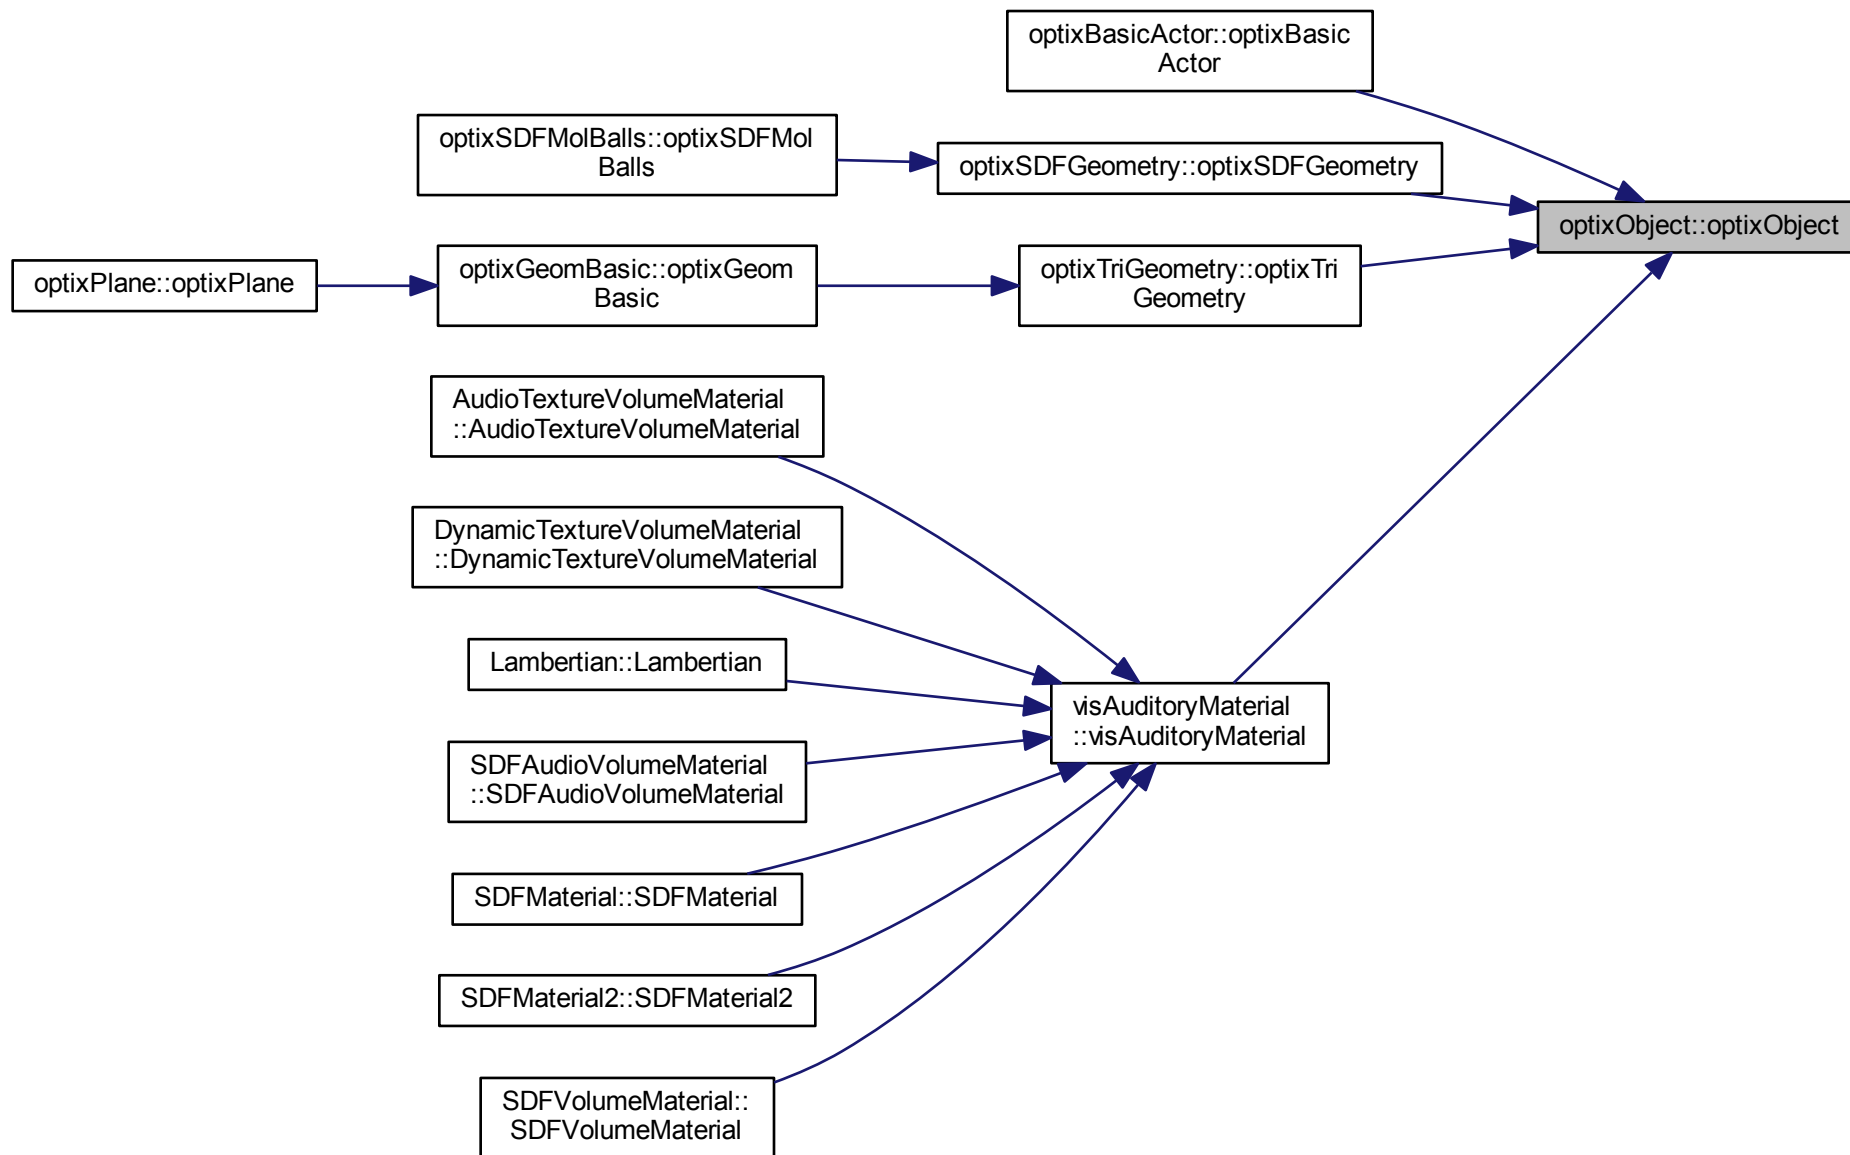 optixBasicActor::optixBasic
Actor
optixSDFMolBalls::optixSDFMol
Balls
optixSDFGeometry::optixSDFGeometry
optixObject::optixObject
optixPlane::optixPlane
optixGeomBasic::optixGeom
Basic
optixTriGeometry::optixTri
Geometry
AudioTextureVolumeMaterial
::AudioTextureVolumeMaterial
DynamicTextureVolumeMaterial
::DynamicTextureVolumeMaterial
Lambertian::Lambertian
visAuditoryMaterial
::visAuditoryMaterial
SDFAudioVolumeMaterial
::SDFAudioVolumeMaterial
SDFMaterial::SDFMaterial
SDFMaterial2::SDFMaterial2
SDFVolumeMaterial::
SDFVolumeMaterial